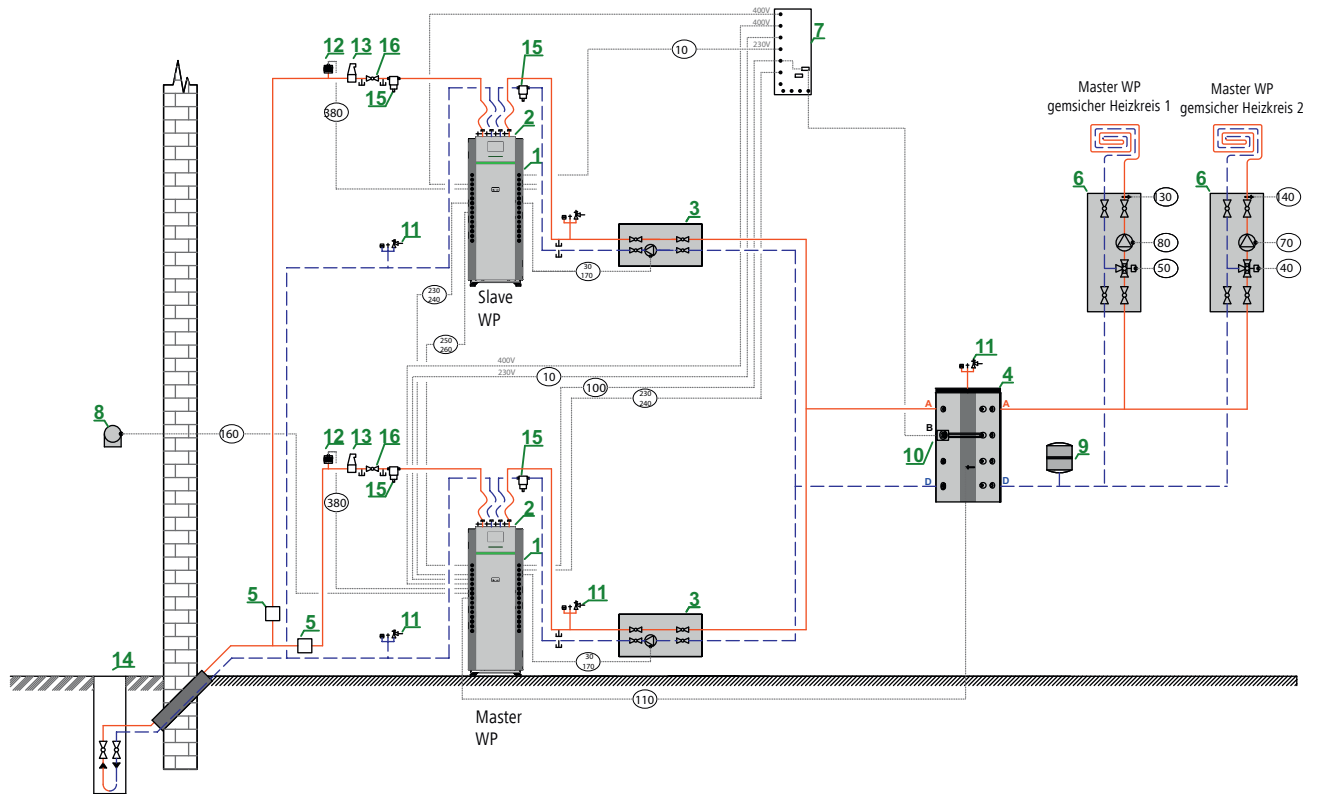 400V
400V
230V
7
12
13
16
15
10
Master WP
gemsicher Heizkreis 1
Master WP
gemsicher Heizkreis 2
15
380
2
1
6
6
130
140
80
70
50
40
11
3
30
170
230
240
Slave
WP
250
260
400V
230V
10
100
230
240
11
4
A
A
B
10
D
D
9
8
160
12
13
16
15
15
380
2
1
5
5
11
11
3
30
170
14
110
Master
WP